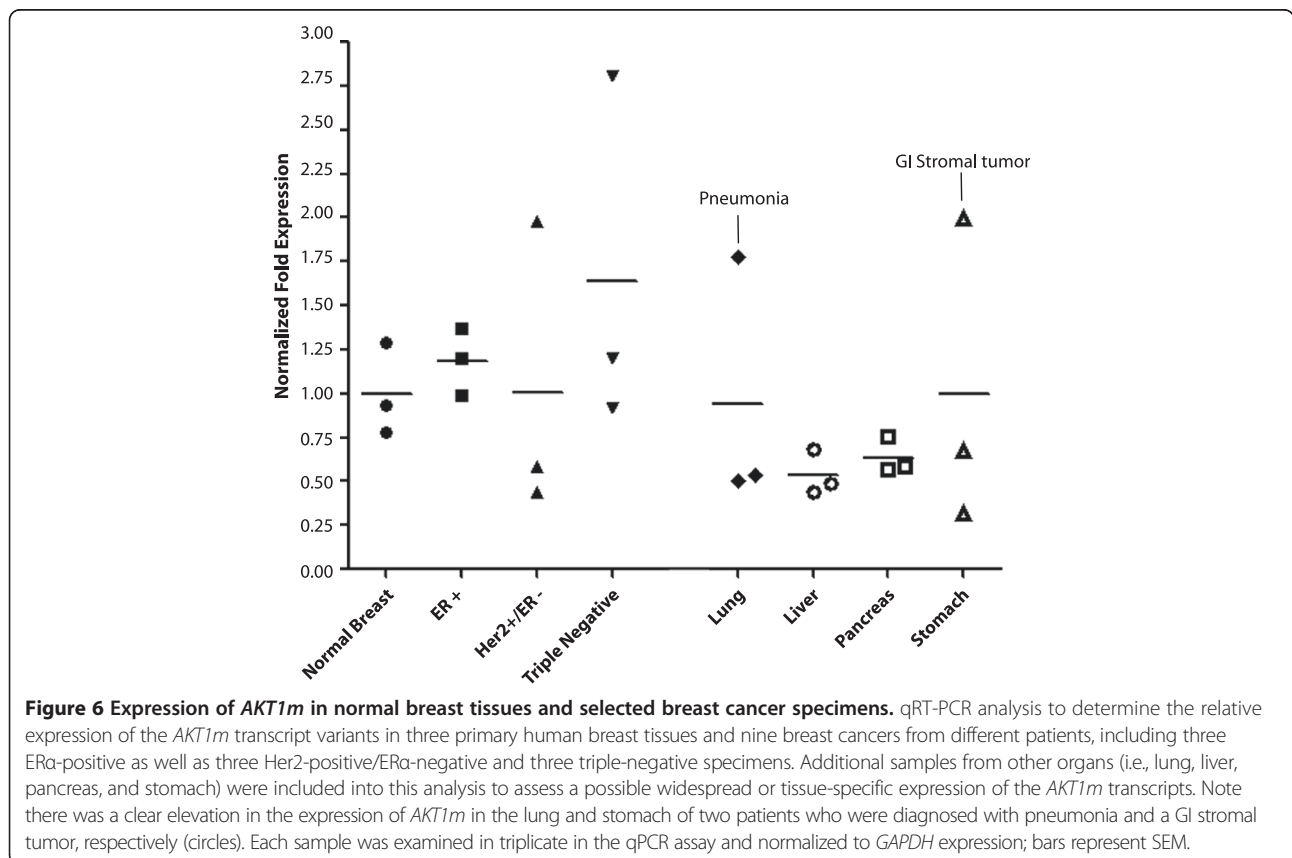 3.00
2.75
2.50
2.25
2.00
1.75
1.50
1.25
1.00
0.75
0.50
0.25
0.00
Normalized Fold Expression
Pneumonia
GI Stromal tumor
Normal Breast
ER +
Her2+/ER -
Triple Negative
Lung
Liver
Pancreas
Stomach
Figure 6 Expression of AKT1m in normal breast tissues and selected breast cancer specimens. qRT-PCR analysis to determine the relative
expression of the AKT1m transcript variants in three primary human breast tissues and nine breast cancers from different patients, including three
ERα-positive as well as three Her2-positive/ERα-negative and three triple-negative specimens. Additional samples from other organs (i.e., lung, liver,
pancreas, and stomach) were included into this analysis to assess a possible widespread or tissue-specific expression of the AKT1m transcripts. Note
there was a clear elevation in the expression of AKT1m in the lung and stomach of two patients who were diagnosed with pneumonia and a GI stromal
tumor, respectively (circles). Each sample was examined in triplicate in the qPCR assay and normalized to GAPDH expression; bars represent SEM.